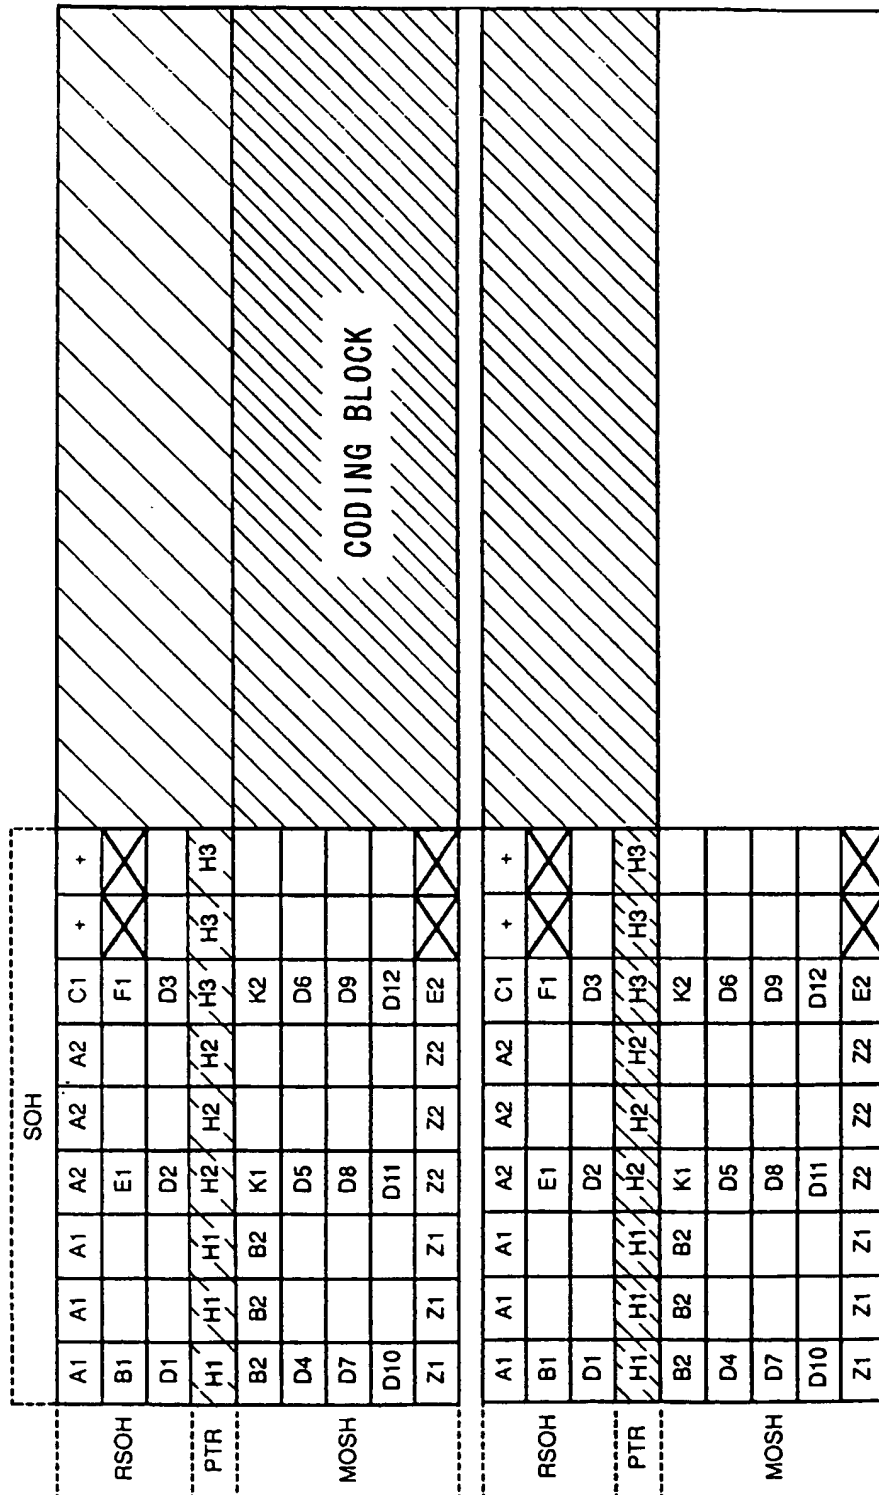 SOH
A1 A1 A1 A2 A2 A2 C1 + +
RSOH B1 E1 F1
D1 D2 D3
PTR H1 H1 H1 H2 H2 H2 H3 H3 H3
B2 B2 B2 K1 K2
D4 D5 D6
MOSH D7 D8 D9 CODING BLOCK
D10 D11 D12
Z1 Z1 Z1 Z2 Z2 Z2 E2
A1 A1 A1 A2 A2 A2 C1 + +
RSOH B1 E1 F1
D1 D2 D3
PTR H1 H1 H1 H2 H2 H2 H3 H3 H3
B2 B2 B2 K1 K2
D4 D5 D6
MOSH D7 D8 D9
D10 D11 D12
Z1 Z1 Z1 Z2 Z2 Z2 E2